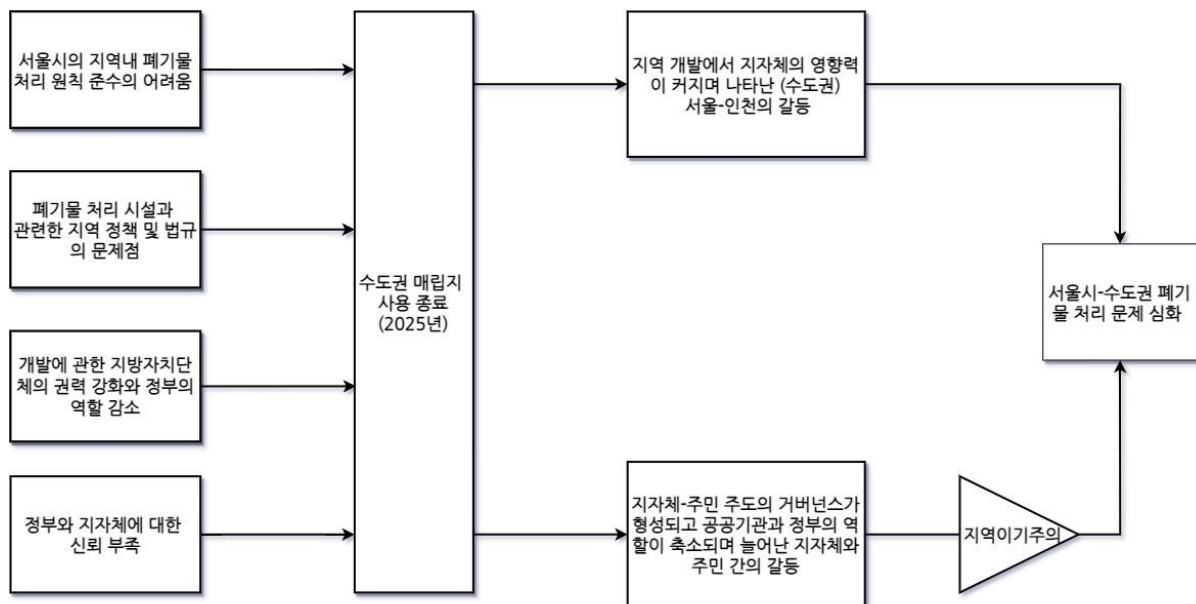 서울시의 지역내 폐기물
처리 원칙 준수의 어려움
폐기물 처리 시설과
관련한 지역 정책 및 법규
의 문제점
개발에 관한 지방자치단
체의 권력 강화와 정부의
역할 감소
정부와 지자체에 대한
신뢰 부족
수도권 매립지
사용 종료
(2025년)
지역 개발에서 지자체의 영향력
이 커지며 나타난 (수도권)
서울-인천의 갈등
지자체-주민 주도의 거버넌스가
형성되고 공공기관과 정부의 역
할이 축소되며 늘어난 지자체와
주민 간의 갈등
지역이기주의
서울시-수도권 폐기
물 처리 문제 심화